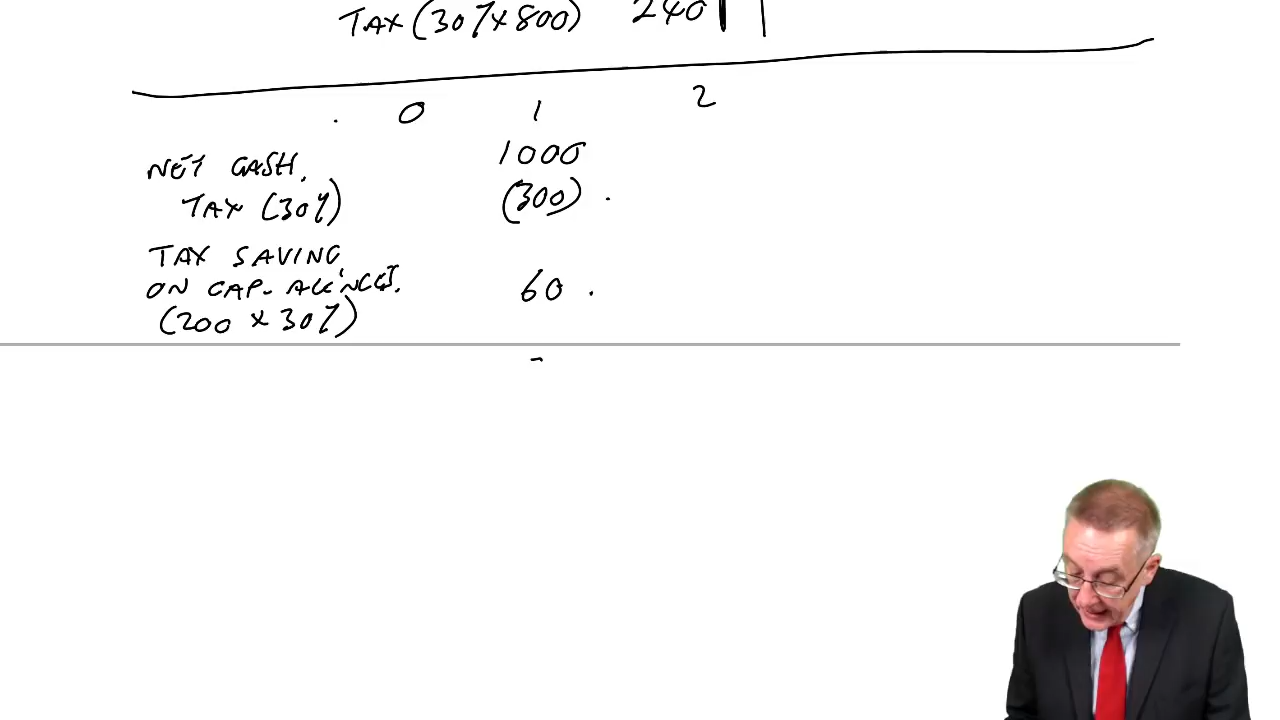 TAX (30% x 800) 240
0 1 2
NET CASH. 1000
TAX (30%) (300) .
TAX SAVING
ON CAP. ALL'NCES. 60 .
(200 x 30%)